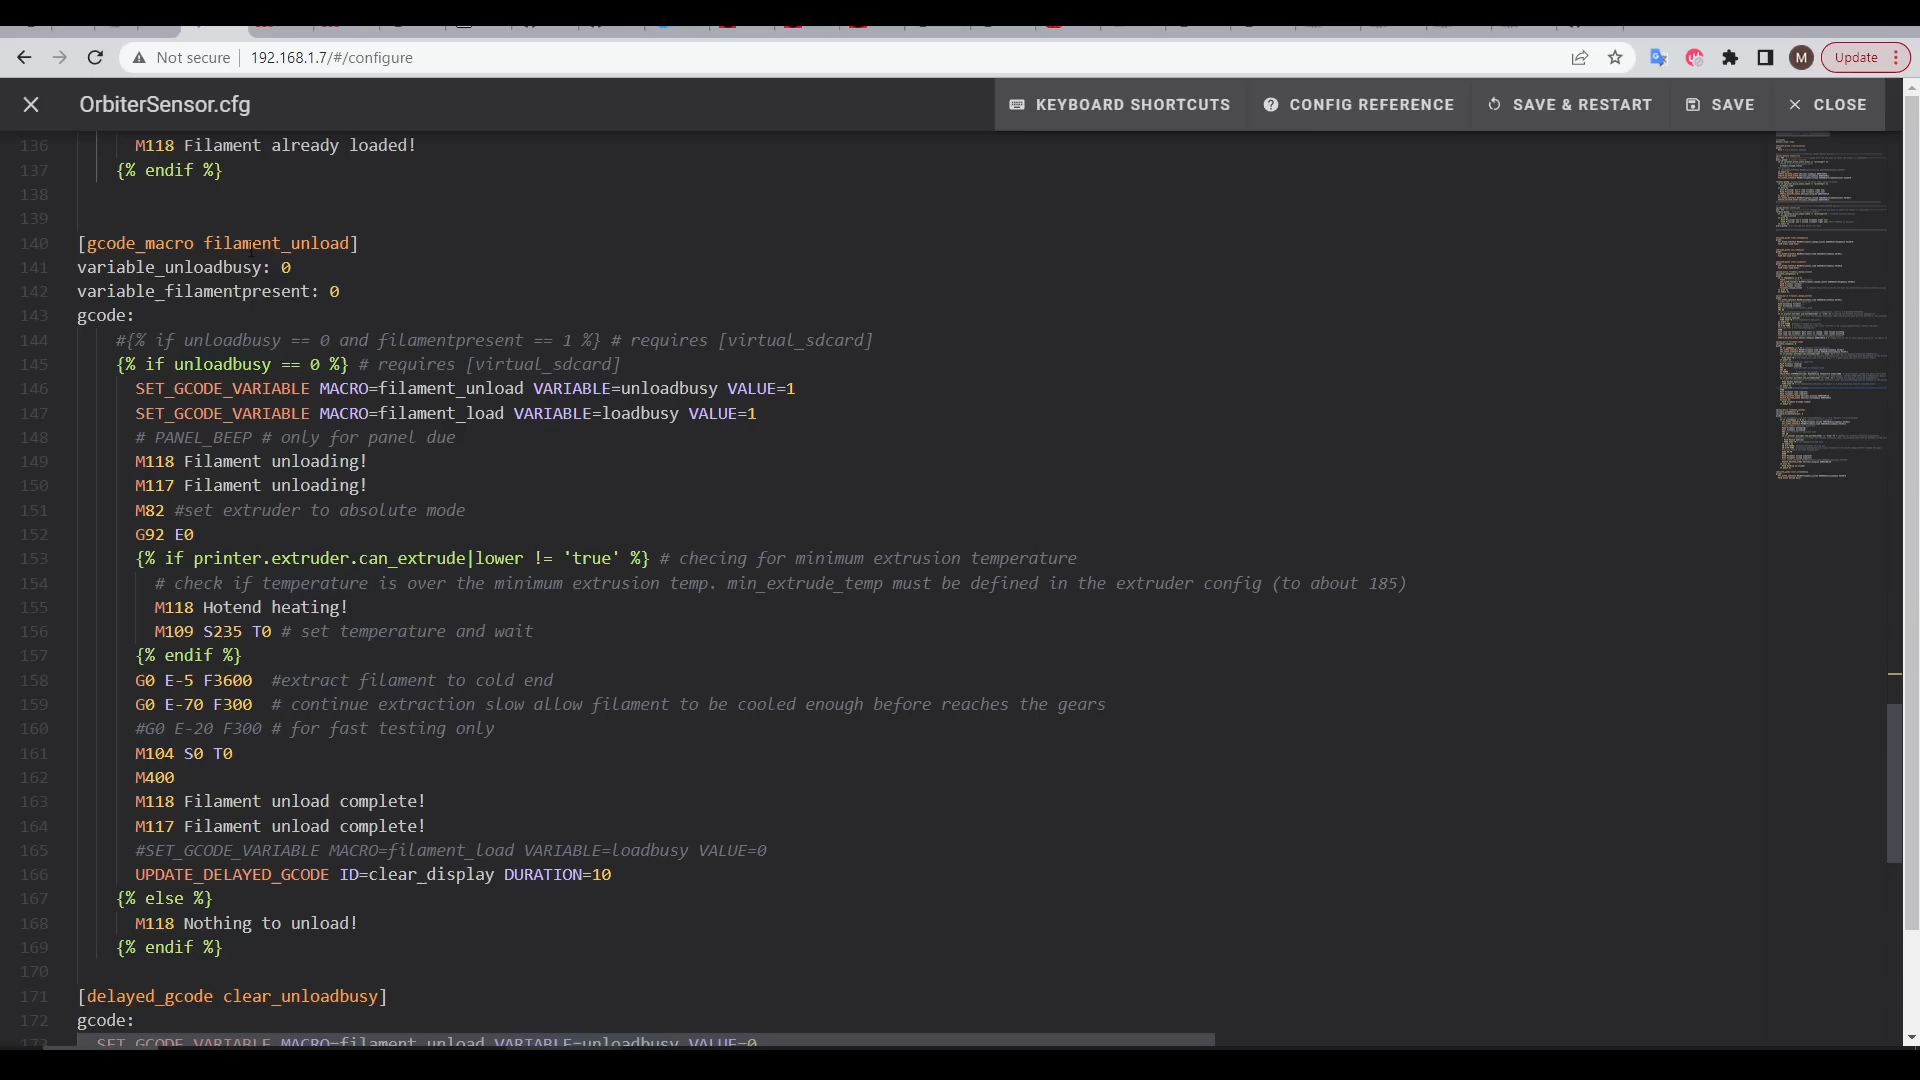 Not secure 192.168.1.7/#/configure M Update
OrbiterSensor.cfg KEYBOARD SHORTCUTS CONFIG REFERENCE SAVE & RESTART SAVE CLOSE
136 M118 Filament already loaded!
137 {% endif %}
138
139
140 [gcode_macro filament_unload]
141 variable_unloadbusy: 0
142 variable_filamentpresent: 0
143 gcode:
144 #{% if unloadbusy == 0 and filamentpresent == 1 %} # requires [virtual_sdcard]
145 {% if unloadbusy == 0 %} # requires [virtual_sdcard]
146 SET_GCODE_VARIABLE MACRO=filament_unload VARIABLE=unloadbusy VALUE=1
147 SET_GCODE_VARIABLE MACRO=filament_load VARIABLE=loadbusy VALUE=1
148 # PANEL_BEEP # only for panel due
149 M118 Filament unloading!
150 M117 Filament unloading!
151 M82 #set extruder to absolute mode
152 G92 E0
153 {% if printer.extruder.can_extrude|lower != 'true' %} # checing for minimum extrusion temperature
154 # check if temperature is over the minimum extrusion temp. min_extrude_temp must be defined in the extruder config (to about 185)
155 M118 Hotend heating!
156 M109 S235 T0 # set temperature and wait
157 {% endif %}
158 G0 E-5 F3600 #extract filament to cold end
159 G0 E-70 F300 # continue extraction slow allow filament to be cooled enough before reaches the gears
160 #G0 E-20 F300 # for fast testing only
161 M104 S0 T0
162 M400
163 M118 Filament unload complete!
164 M117 Filament unload complete!
165 #SET_GCODE_VARIABLE MACRO=filament_load VARIABLE=loadbusy VALUE=0
166 UPDATE_DELAYED_GCODE ID=clear_display DURATION=10
167 {% else %}
168 M118 Nothing to unload!
169 {% endif %}
170
171 [delayed_gcode clear_unloadbusy]
172 gcode:
173 SET_GCODE_VARIABLE MACRO=filament_unload VARIABLE=unloadbusy VALUE=0